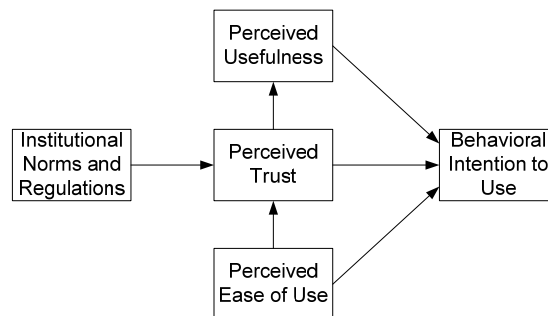 Perceived
Usefulness
Institutional
Norms and
Regulations
Perceived
Trust
Behavioral
Intention to
Use
Perceived
Ease of Use